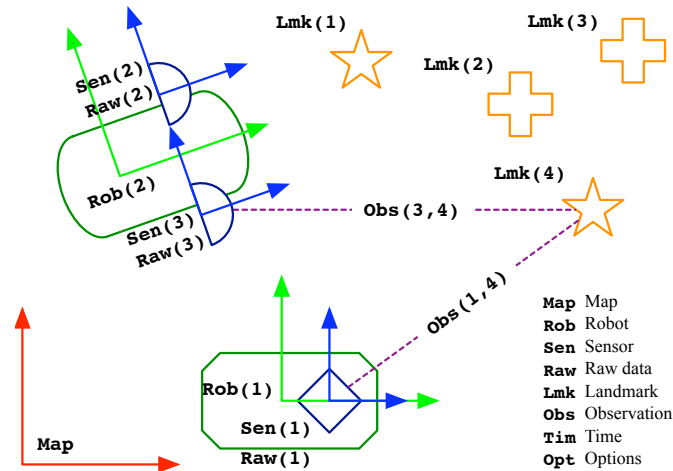 Lmk(1)
Lmk(3)
Lmk(2)
Sen(2)
Raw(2)
Rob(2)
Lmk(4)
Sen(3)
Raw(3)
Obs(3,4)
Obs(1,4)
Rob(1)
Sen(1)
Raw(1)
Map
Map Map
Rob Robot
Sen Sensor
Raw Raw data
Lmk Landmark
Obs Observation
Tim Time
Opt Options